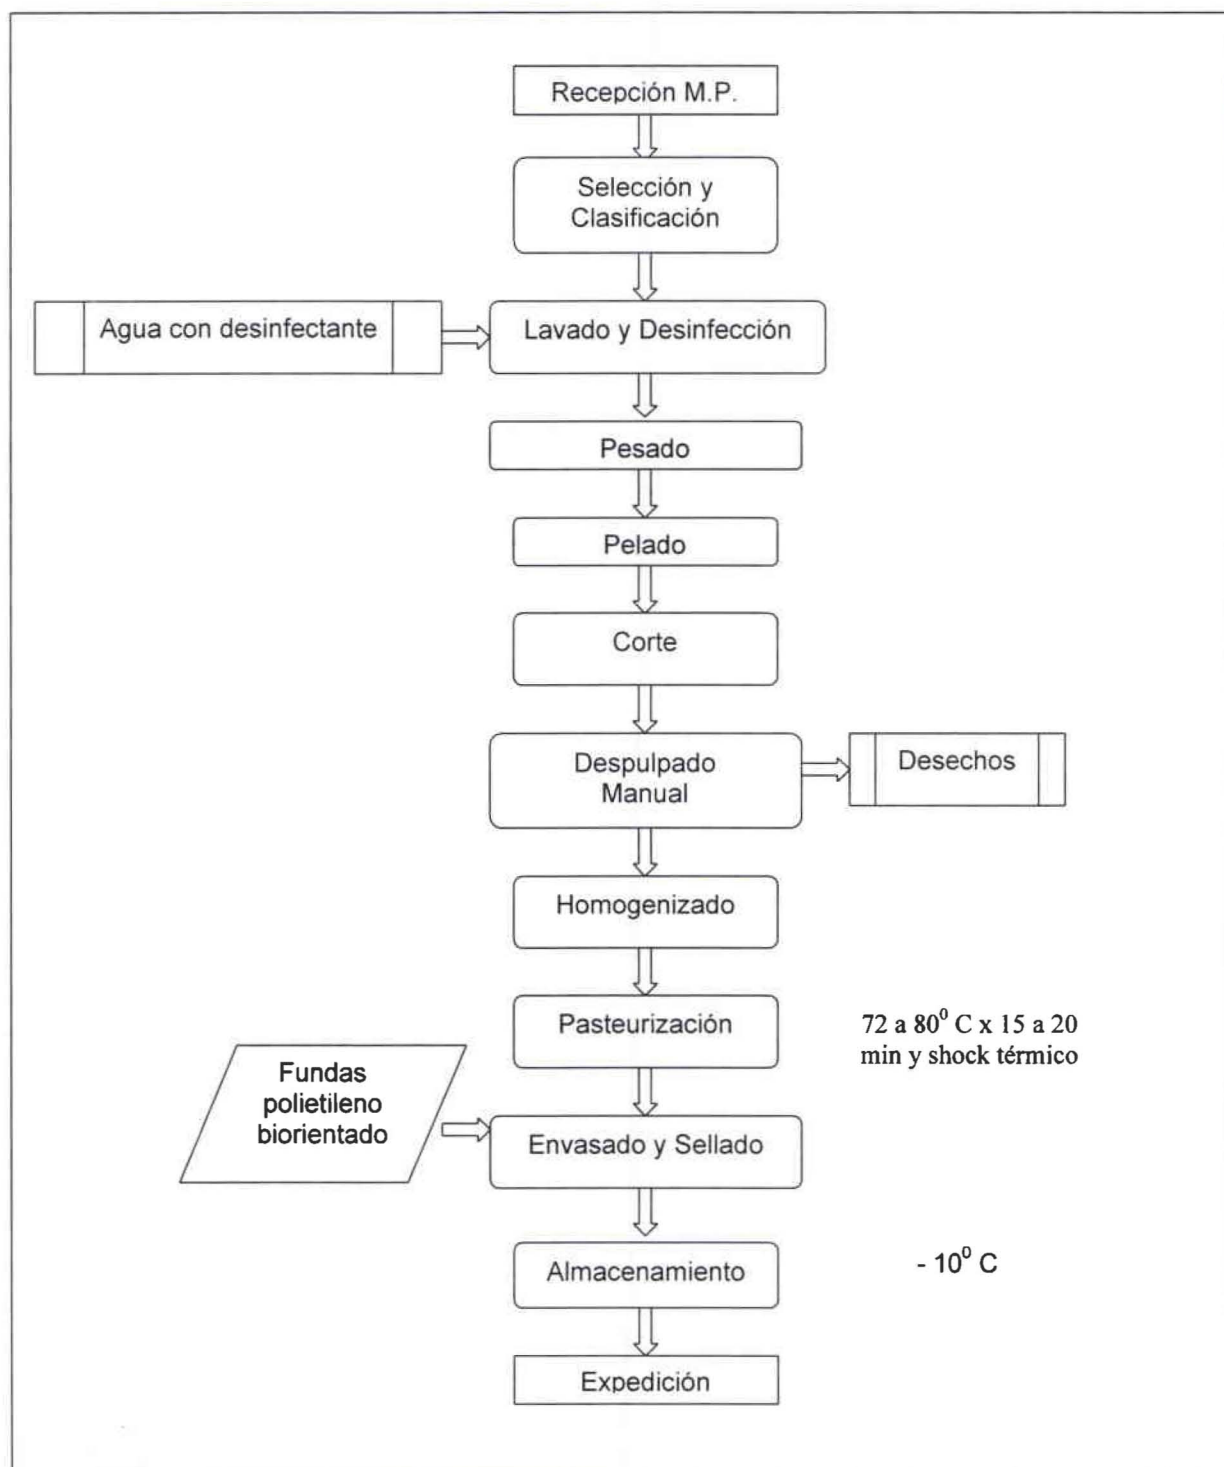 Recepción M.P.
Selección y
Clasificación
Agua con desinfectante
Lavado y Desinfección
Pesado
Pelado
Corte
Despulpado
Manual
Desechos
Homogenizado
Pasteurización
72 a 80⁰ C x 15 a 20
min y shock térmico
Fundas
polietileno
biorientado
Envasado y Sellado
Almacenamiento
- 10⁰ C
Expedición